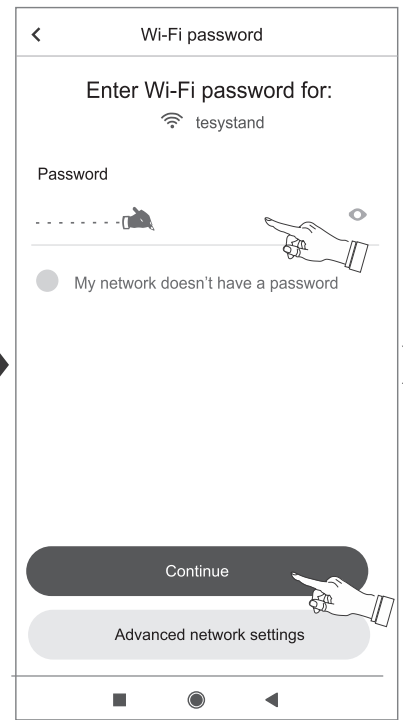 Wi-Fi password
Enter Wi-Fi password for:
tesystand
Password
My network doesn't have a password
Continue
Advanced network settings